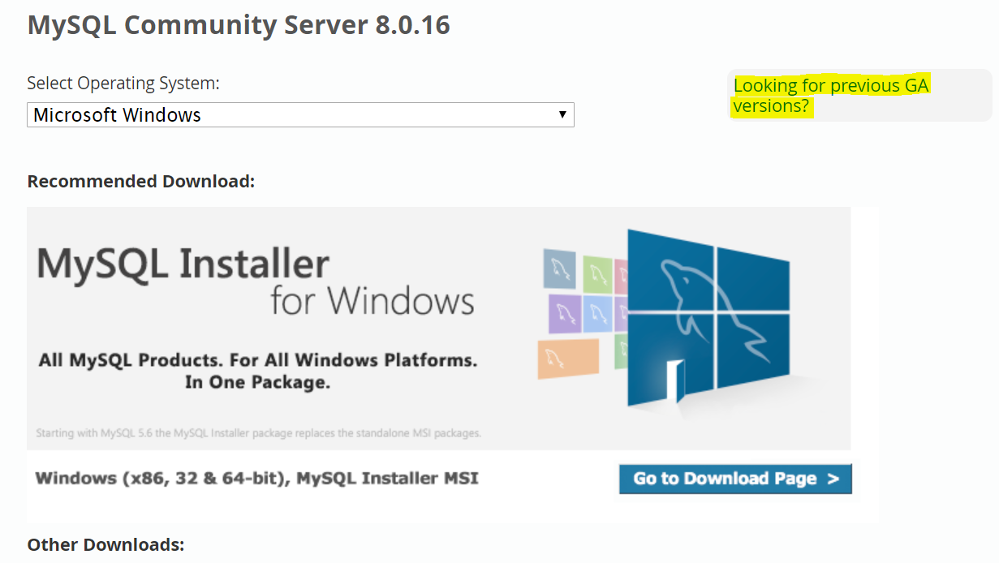 MySQL Community Server 8.0.16
Select Operating System:
Microsoft Windows
Looking for previous GA
versions?
Recommended Download:
MySQL Installer
for Windows
All MySQL Products. For All Windows Platforms.
In One Package.
Starting with MySQL 5.6 the MySQL Installer package replaces the standalone MSI packages.
Windows (x86, 32 & 64-bit), MySQL Installer MSI
Go to Download Page >
Other Downloads: